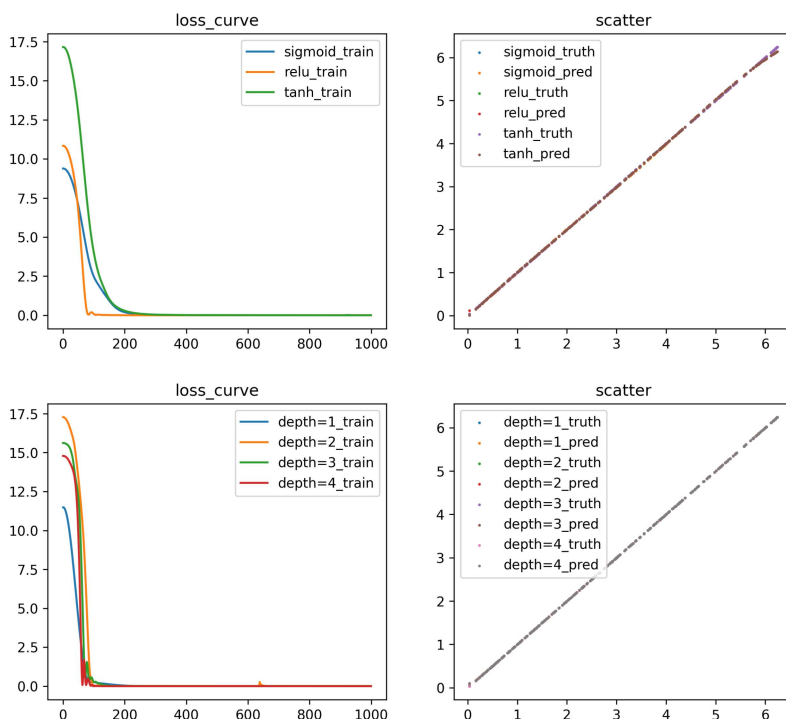 loss_curve
17.5
15.0
12.5
10.0
7.5
5.0
2.5
0.0
0 200 400 600 800 1000
sigmoid_train
relu_train
tanh_train
scatter
6
5
4
3
2
1
0
0 1 2 3 4 5 6
sigmoid_truth
sigmoid_pred
relu_truth
relu_pred
tanh_truth
tanh_pred
loss_curve
17.5
15.0
12.5
10.0
7.5
5.0
2.5
0.0
0 200 400 600 800 1000
depth=1_train
depth=2_train
depth=3_train
depth=4_train
scatter
6
5
4
3
2
1
0
0 1 2 3 4 5 6
depth=1_truth
depth=1_pred
depth=2_truth
depth=2_pred
depth=3_truth
depth=3_pred
depth=4_truth
depth=4_pred